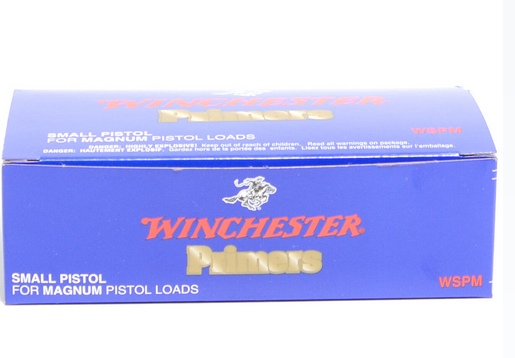 WINCHESTER
Primers
SMALL PISTOL
FOR MAGNUM PISTOL LOADS
WSPM
DANGER: HIGHLY EXPLOSIVE! Keep out of reach of children. Read all warnings on package.
DANGER: HAUTEMENT EXPLOSIF. Gardez hors de la portée des enfants. Lisez tous les avertissements sur l'emballage.
WINCHESTER
Primers
SMALL PISTOL
FOR MAGNUM PISTOL LOADS
WSPM